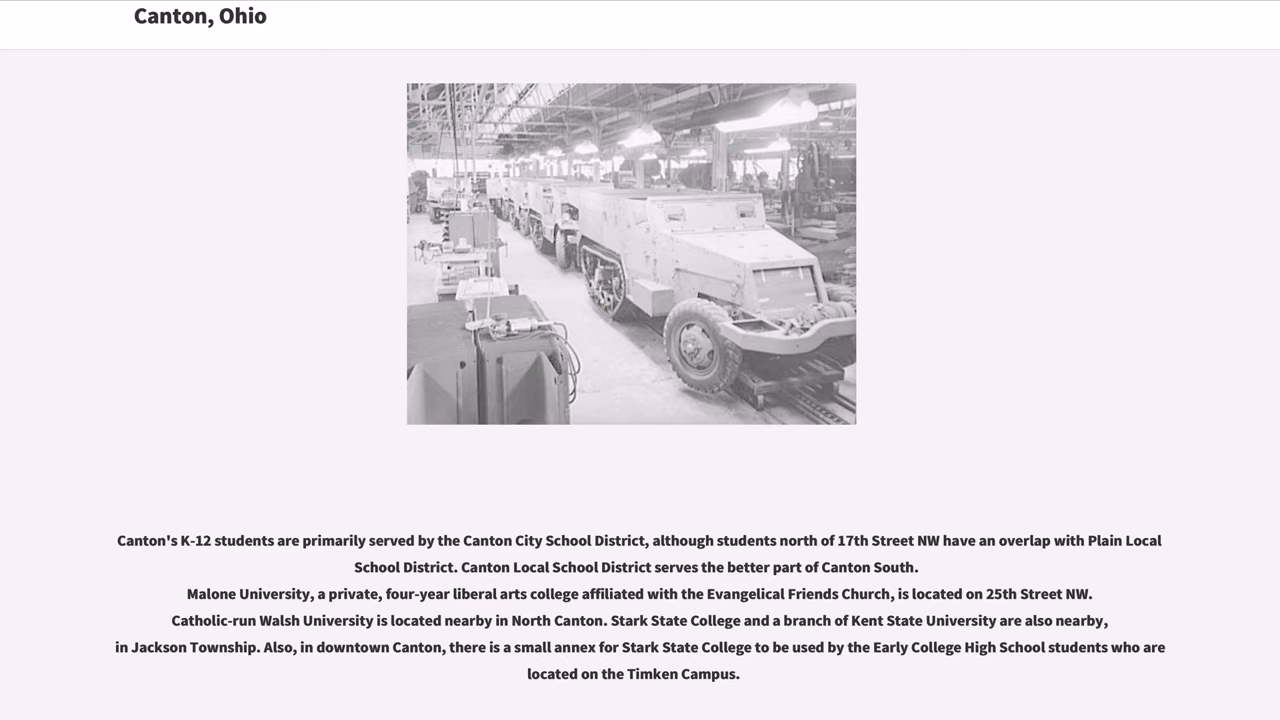 Canton, Ohio
Canton's K-12 students are primarily served by the Canton City School District, although students north of 17th Street NW have an overlap with Plain Local
School District. Canton Local School District serves the better part of Canton South.
Malone University, a private, four-year liberal arts college affiliated with the Evangelical Friends Church, is located on 25th Street NW.
Catholic-run Walsh University is located nearby in North Canton. Stark State College and a branch of Kent State University are also nearby,
in Jackson Township. Also, in downtown Canton, there is a small annex for Stark State College to be used by the Early College High School students who are
located on the Timken Campus.